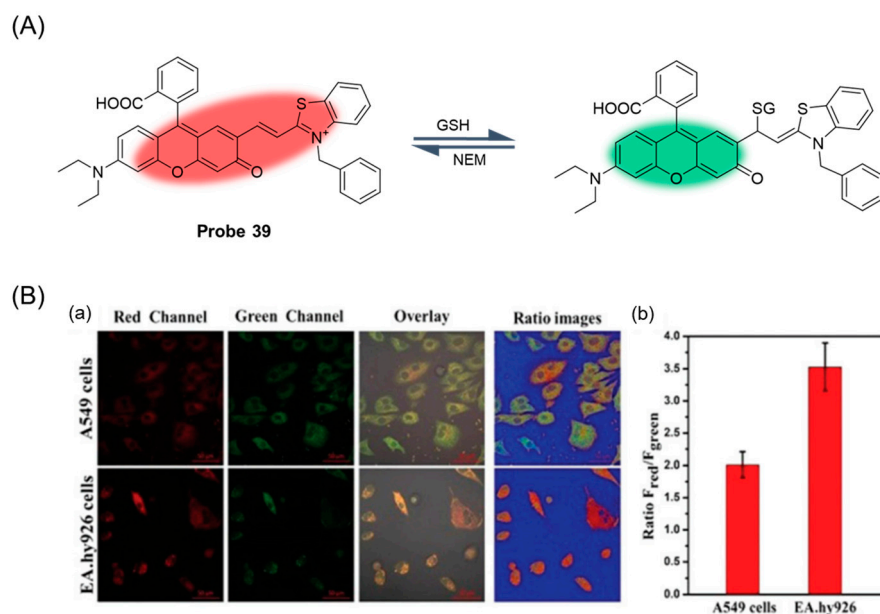 (A)
HOOC
S
N+
N
O
O
Probe 39
GSH
NEM
HOOC
SG
S
N
N
O
O
(B)
(a)
Red Channel
Green Channel
Overlay
Ratio images
A549 cells
EA.hy926 cells
(b)
Ratio Fred/Fgreen
4.0
3.5
3.0
2.5
2.0
1.5
1.0
0.5
0.0
A549 cells
EA.hy926